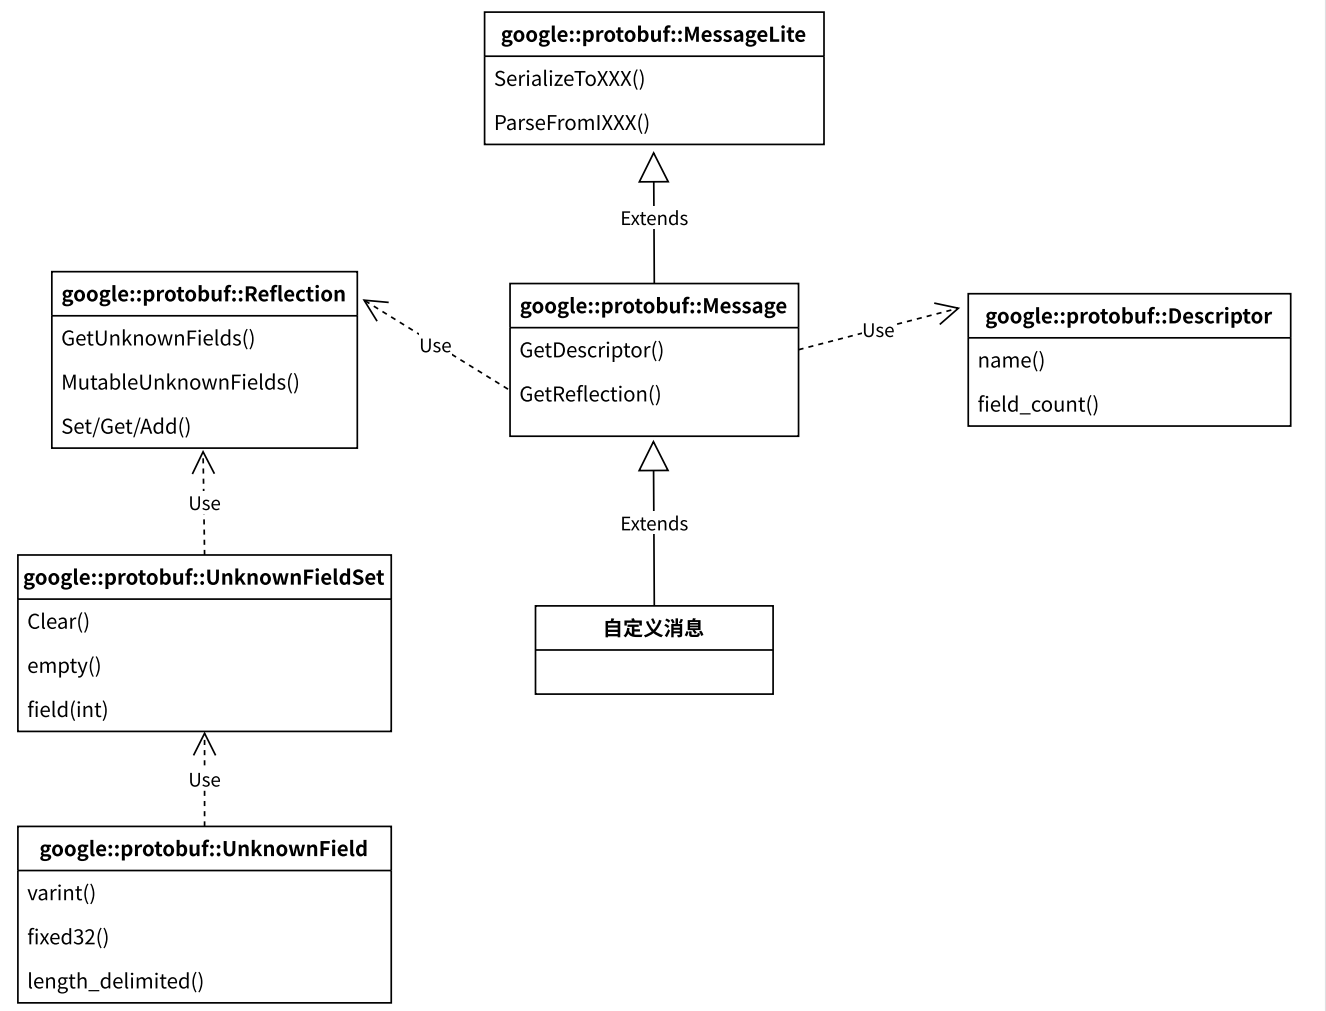 google::protobuf::MessageLite
SerializeToXXX()
ParseFromIXXX()
Extends
google::protobuf::Reflection
GetUnknownFields()
MutableUnknownFields()
Set/Get/Add()
Use
google::protobuf::Message
GetDescriptor()
GetReflection()
Use
google::protobuf::Descriptor
name()
field_count()
Use
Extends
google::protobuf::UnknownFieldSet
Clear()
empty()
field(int)
自定义消息
Use
google::protobuf::UnknownField
varint()
fixed32()
length_delimited()